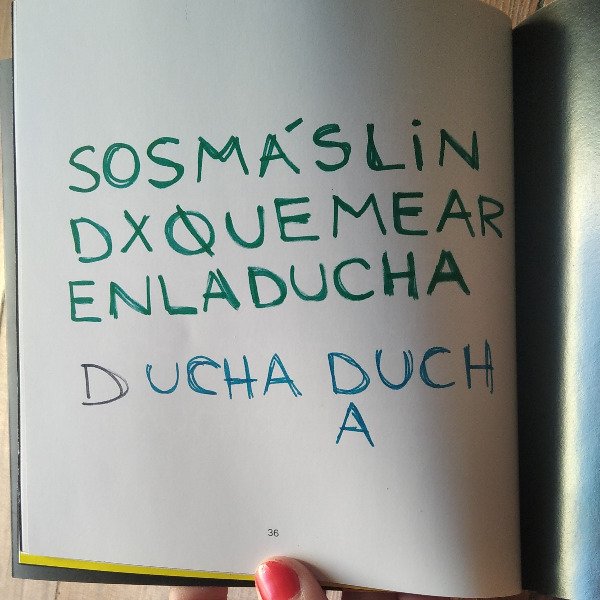 SOSMÁSLiN
DXQUEMEAR
ENLADUCHA
DUCHA DUCH
A
36